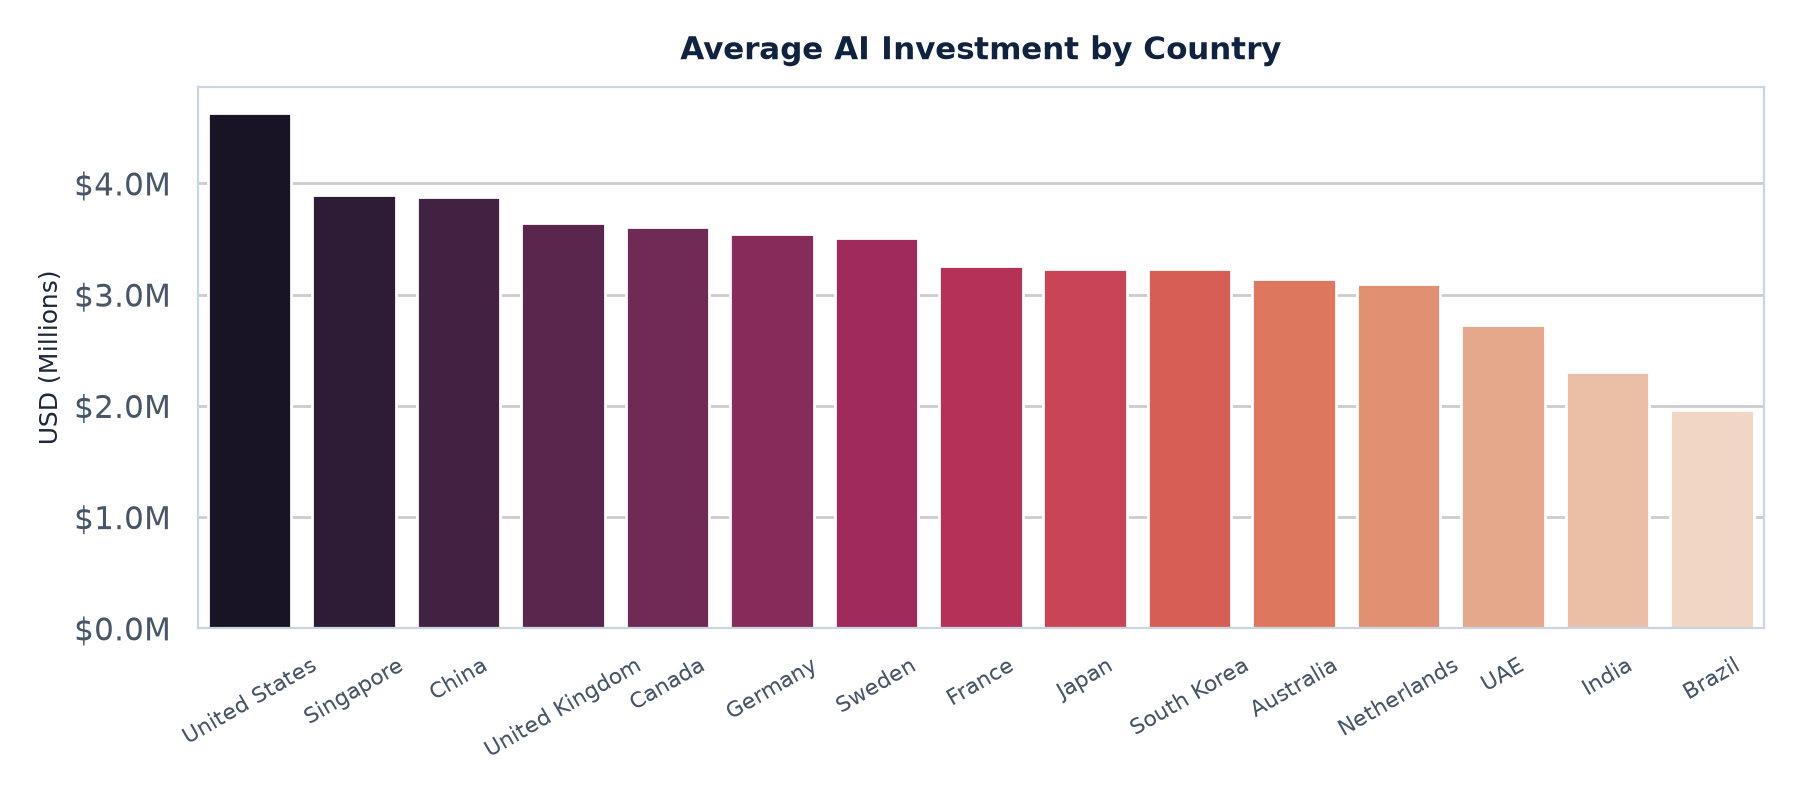 Average AI Investment by Country
USD (Millions)
$4.0M
$3.0M
$2.0M
$1.0M
$0.0M
United States
Singapore
China
United Kingdom
Canada
Germany
Sweden
France
Japan
South Korea
Australia
Netherlands
UAE
India
Brazil